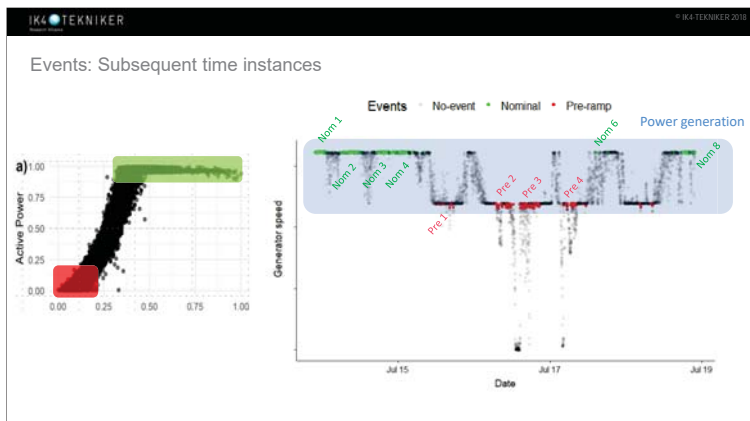 IK4 TEKNIKER
Research Alliance
© IK4-TEKNIKER 2018
Events: Subsequent time instances
a)
Active Power
1.00
0.75
0.50
0.25
0.00
0.00 0.25 0.50 0.75 1.00
Events No-event Nominal Pre-ramp
Power generation
Nom 1
Nom 2
Nom 3
Nom 4
Nom 6
Nom 8
Pre 1
Pre 2
Pre 3
Pre 4
Generator speed
Jul 15 Jul 17 Jul 19
Date